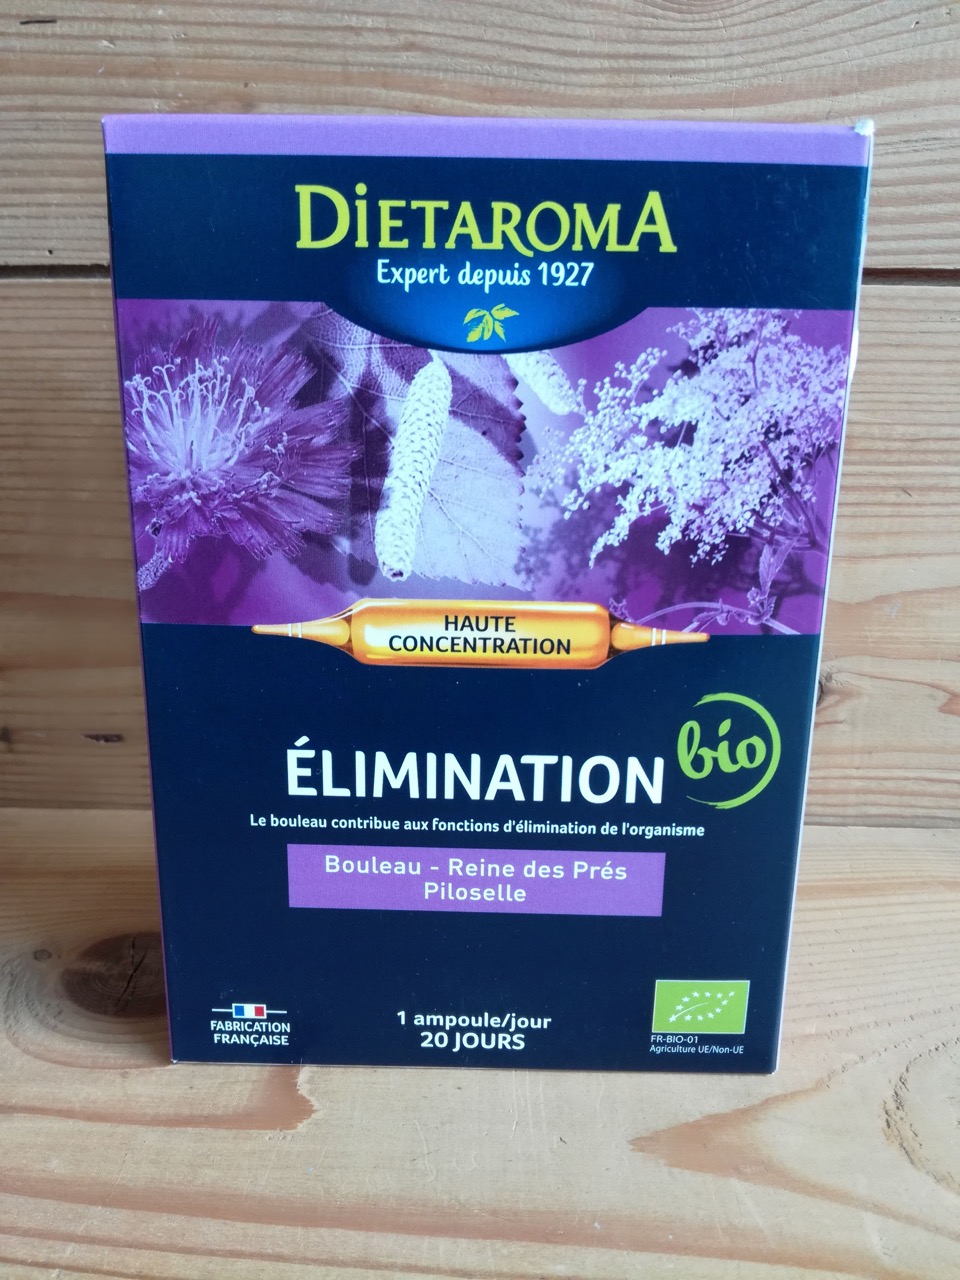 DIETAROMA
Expert depuis 1927
HAUTE
CONCENTRATION
ÉLIMINATION
bio
Le bouleau contribue aux fonctions d'élimination de l'organisme
Bouleau - Reine des Prés
Piloselle
FABRICATION
FRANÇAISE
1 ampoule/jour
20 JOURS
FR-BIO-01
Agriculture UE/Non-UE